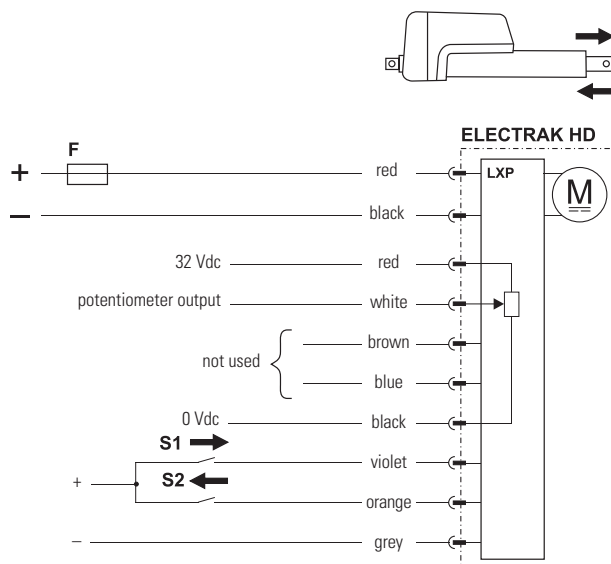 ELECTRAK HD
F
+ red LXP M
– black
32 Vdc red
potentiometer output white
brown
not used
blue
0 Vdc black
S1
violet
+ S2
orange
– grey